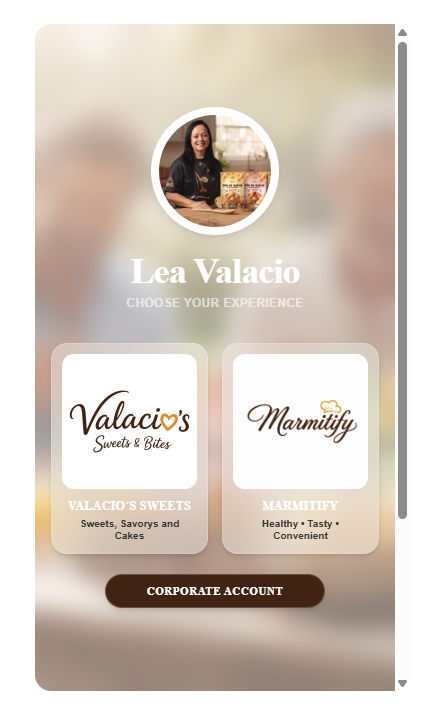 Lea Valacio
CHOOSE YOUR EXPERIENCE
Valacio's
Sweets & Bites
Marmitify
VALACIO´S SWEETS
Sweets, Savorys and
Cakes
MARMITIFY
Healthy • Tasty •
Convenient
CORPORATE ACCOUNT